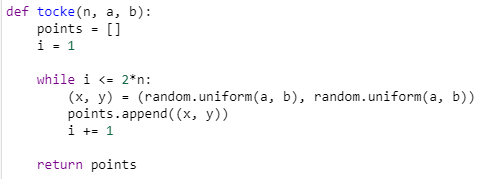 def tocke(n, a, b):
    points = []
    i = 1

    while i <= 2*n:
        (x, y) = (random.uniform(a, b), random.uniform(a, b))
        points.append((x, y))
        i += 1

    return points